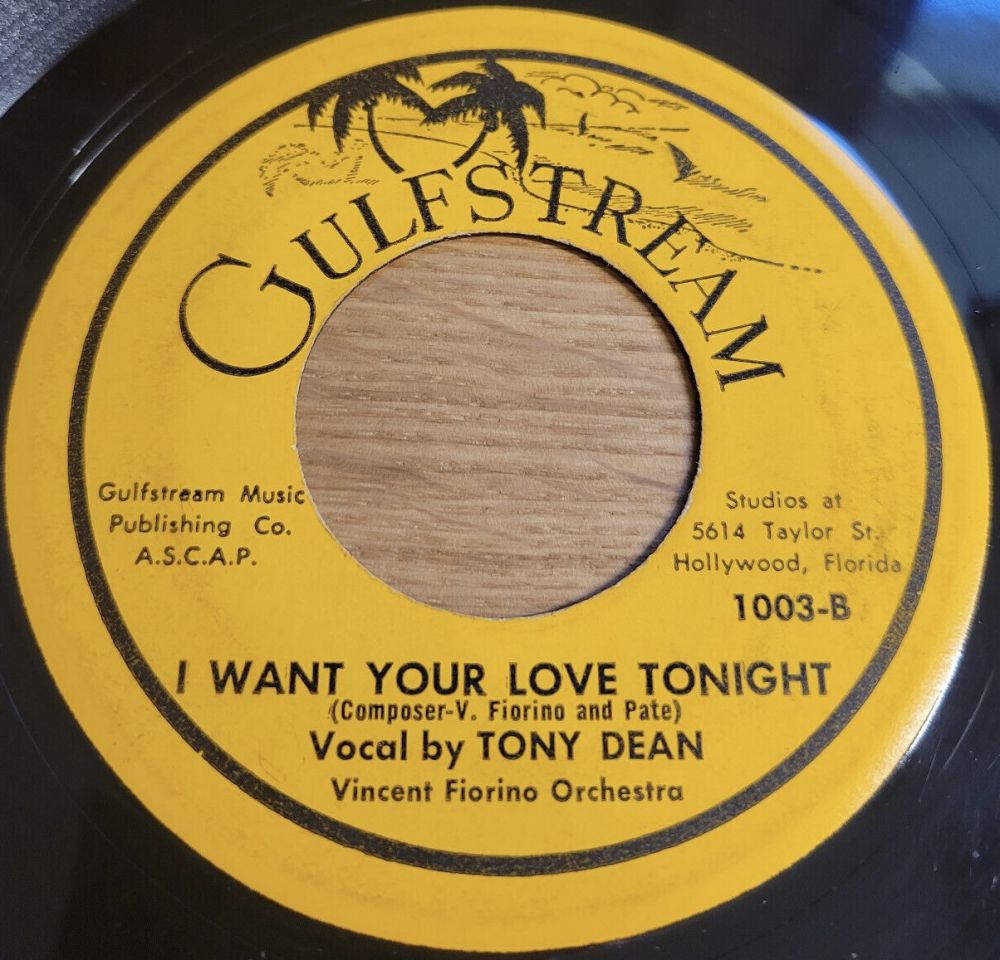 GULFSTREAM
Gulfstream Music
Publishing Co.
A.S.C.A.P.
Studios at
5614 Taylor St.
Hollywood, Florida
1003-B
I WANT YOUR LOVE TONIGHT
(Composer-V. Fiorino and Pate)
Vocal by TONY DEAN
Vincent Fiorino Orchestra